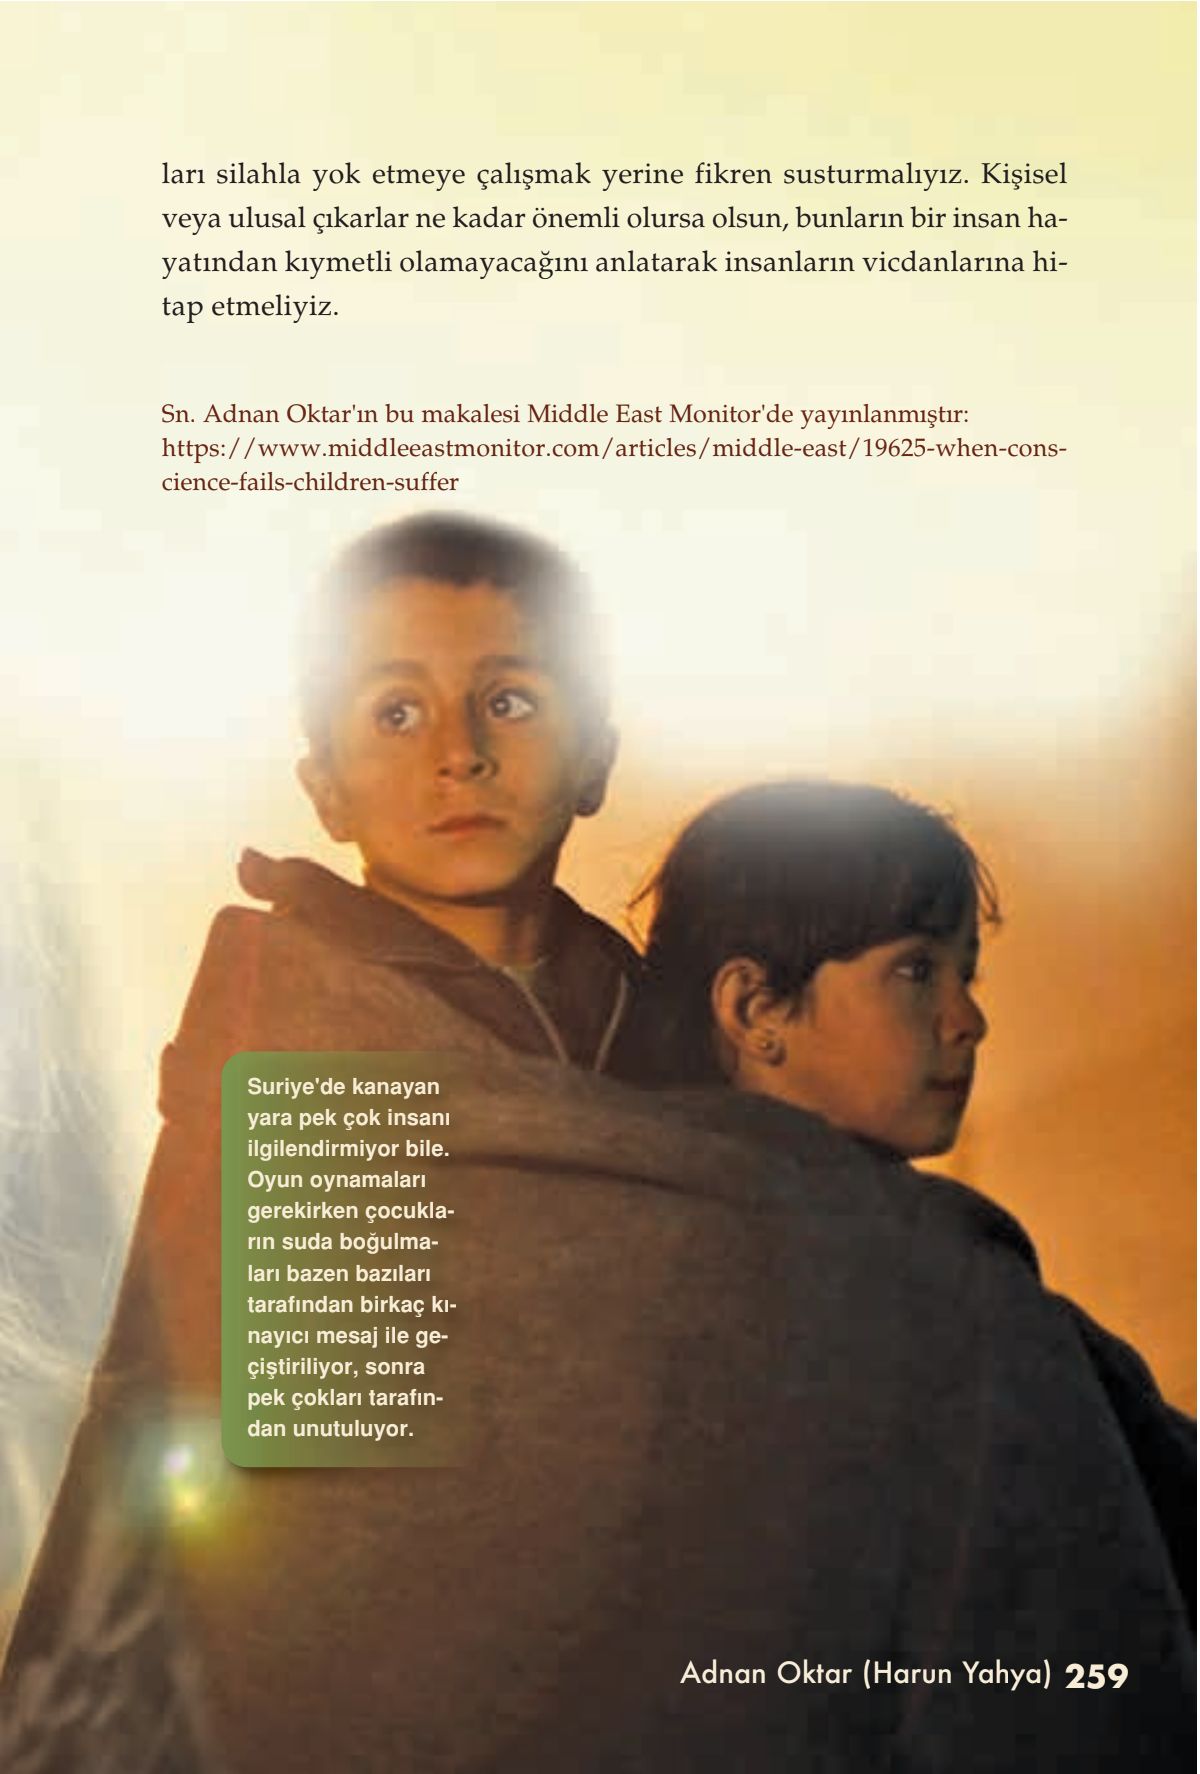 ları silahla yok etmeye çalışmak yerine fikren susturmalıyız. Kişisel
veya ulusal çıkarlar ne kadar önemli olursa olsun, bunların bir insan ha-
yatından kıymetli olamayacağını anlatarak insanların vicdanlarına hi-
tap etmeliyiz.
Sn. Adnan Oktar'ın bu makalesi Middle East Monitor'de yayınlanmıştır:
https://www.middleeastmonitor.com/articles/middle-east/19625-when-cons-
cience-fails-children-suffer
Suriye'de kanayan
yara pek çok insanı
ilgilendirmiyor bile.
Oyun oynamaları
gerekirken çocukla-
rın suda boğulma-
ları bazen bazıları
tarafından birkaç kı-
nayıcı mesaj ile ge-
çiştiriliyor, sonra
pek çokları tarafın-
dan unutuluyor.
Adnan Oktar (Harun Yahya) 259